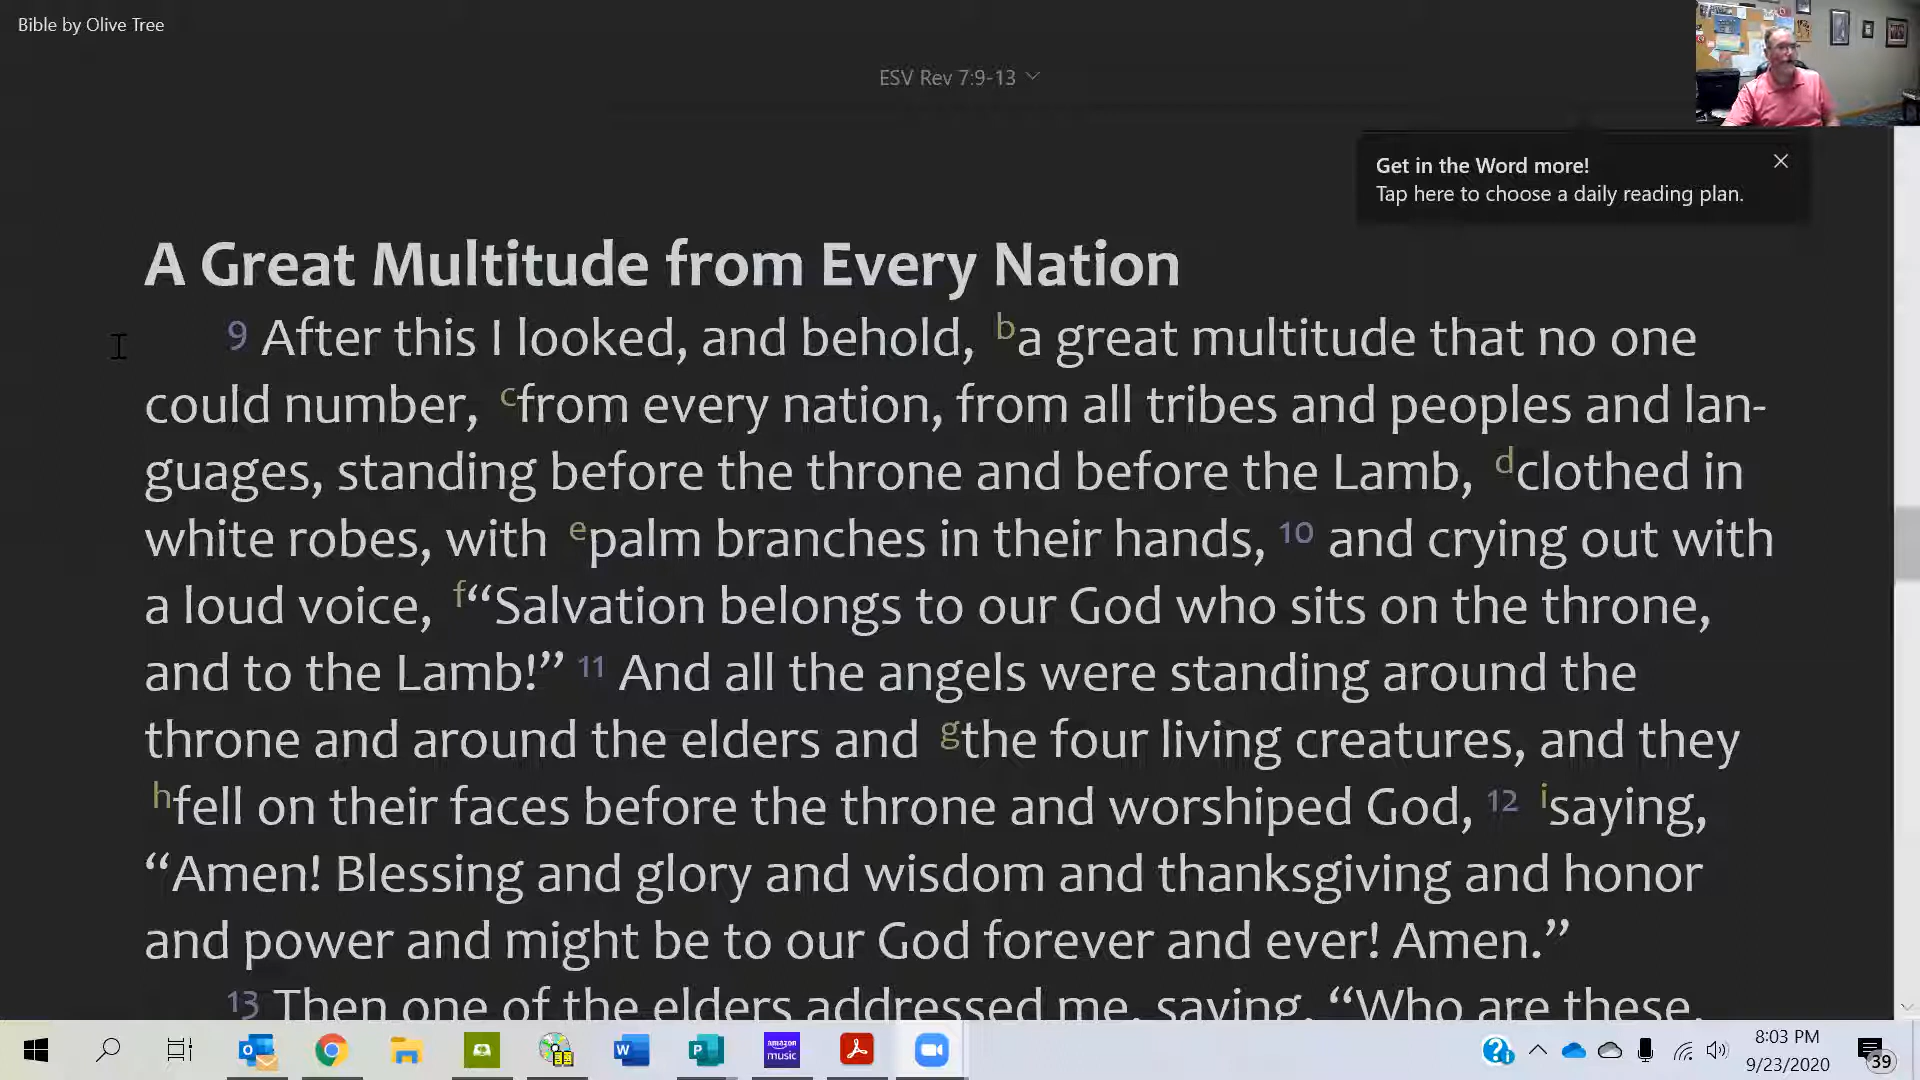 Bible by Olive Tree
ESV Rev 7:9-13
Get in the Word more!
Tap here to choose a daily reading plan.
A Great Multitude from Every Nation
9 After this I looked, and behold, b a great multitude that no one
could number, c from every nation, from all tribes and peoples and lan-
guages, standing before the throne and before the Lamb, d clothed in
white robes, with e palm branches in their hands, 10 and crying out with
a loud voice, f “Salvation belongs to our God who sits on the throne,
and to the Lamb!” 11 And all the angels were standing around the
throne and around the elders and g the four living creatures, and they
h fell on their faces before the throne and worshiped God, 12 i saying,
“Amen! Blessing and glory and wisdom and thanksgiving and honor
and power and might be to our God forever and ever! Amen.”
13 Then one of the elders addressed me, saying, “Who are these,
amazon music
8:03 PM
9/23/2020
39